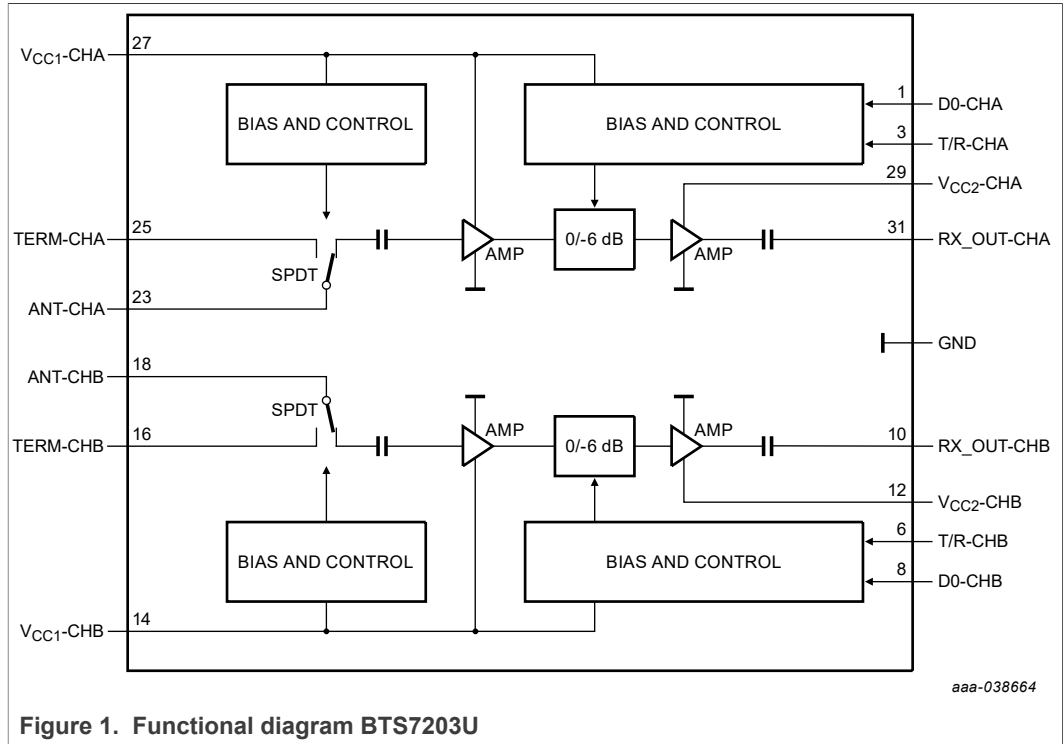 VCC1-CHA
27
BIAS AND CONTROL
BIAS AND CONTROL
1
D0-CHA
3
T/R-CHA
29
VCC2-CHA
TERM-CHA
25
SPDT
AMP
0/-6 dB
AMP
31
RX_OUT-CHA
ANT-CHA
23
GND
ANT-CHB
18
SPDT
TERM-CHB
16
AMP
0/-6 dB
AMP
10
RX_OUT-CHB
12
VCC2-CHB
BIAS AND CONTROL
BIAS AND CONTROL
6
T/R-CHB
8
D0-CHB
VCC1-CHB
14
aaa-038664
Figure 1. Functional diagram BTS7203U